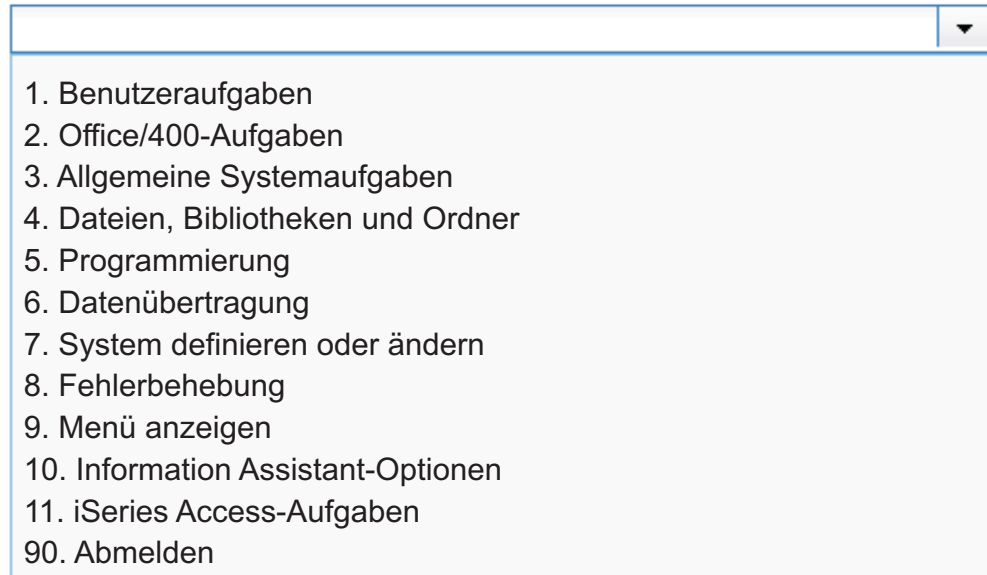 1. Benutzeraufgaben
2. Office/400-Aufgaben
3. Allgemeine Systemaufgaben
4. Dateien, Bibliotheken und Ordner
5. Programmierung
6. Datenübertragung
7. System definieren oder ändern
8. Fehlerbehebung
9. Menü anzeigen
10. Information Assistant-Optionen
11. iSeries Access-Aufgaben
90. Abmelden